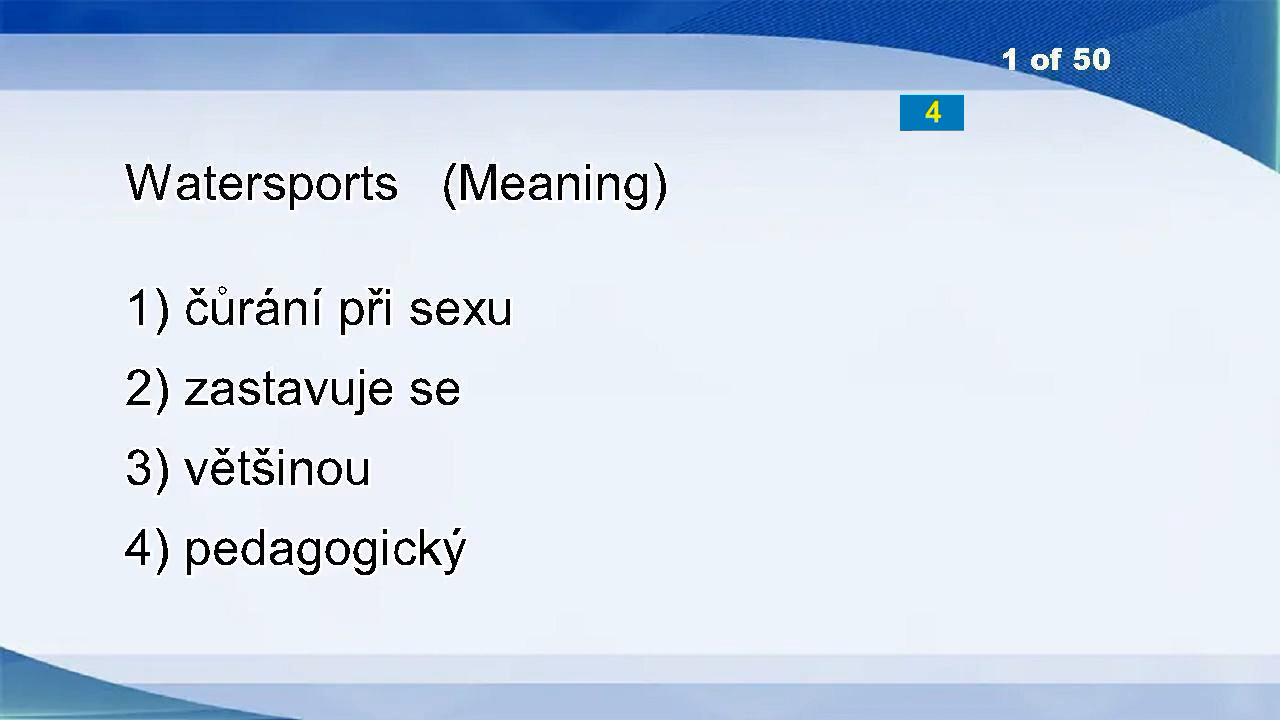 1 of 50
4
Watersports (Meaning)
1) čůrání při sexu
2) zastavuje se
3) většinou
4) pedagogický